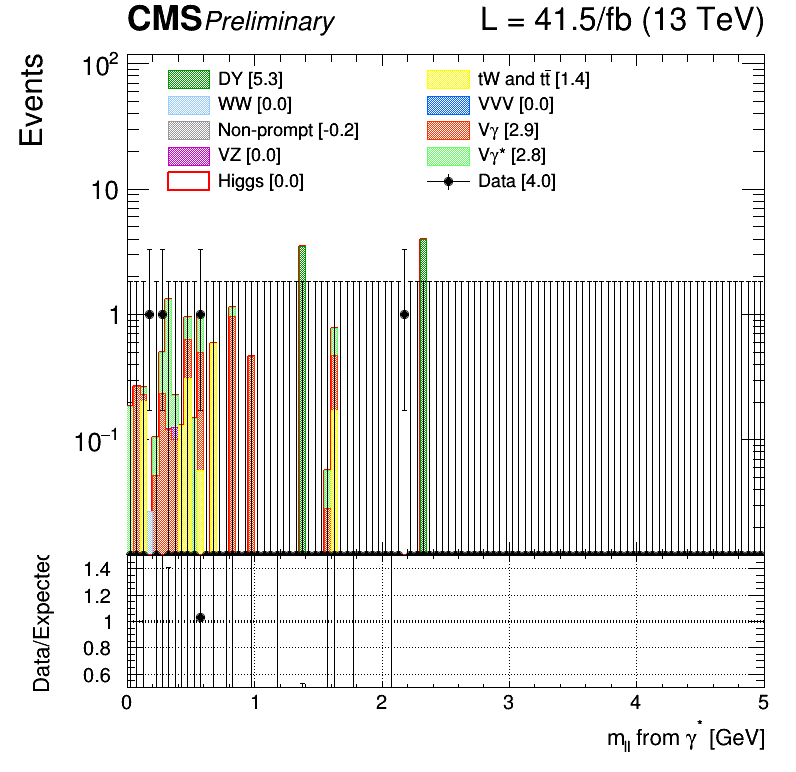 CMS Preliminary L = 41.5/fb (13 TeV)
Events
10²
10
1
10⁻¹
DY [5.3]
WW [0.0]
Non-prompt [-0.2]
VZ [0.0]
Higgs [0.0]
tW and tt̄ [1.4]
VVV [0.0]
Vγ [2.9]
Vγ* [2.8]
Data [4.0]
Data/Expected
1.4
1.2
1
0.8
0.6
0 1 2 3 4 5
m_ll from γ* [GeV]